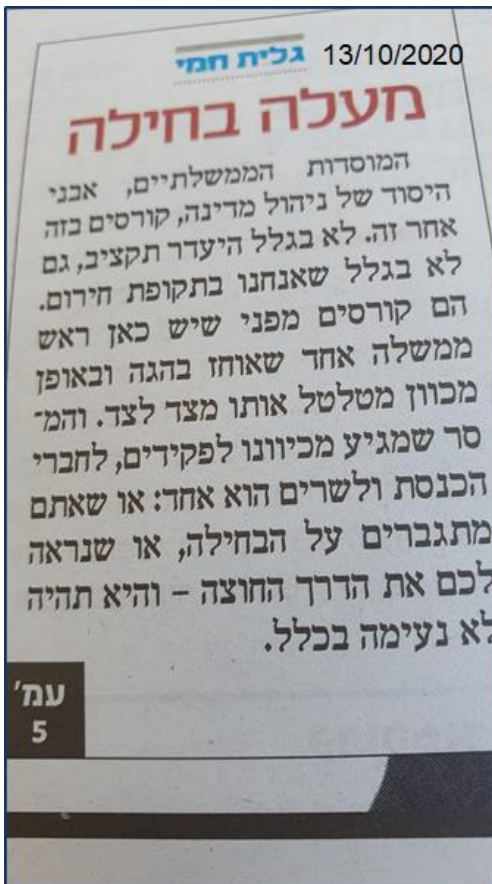 גלית חמי 13/10/2020
מעלה בחילה
המוסדות הממשלתיים, אבני
היסוד של ניהול מדינה, קורסים בזה
אחר זה. לא בגלל היעדר תקציב, גם
לא בגלל שאנחנו בתקופת חירום.
הם קורסים מפני שיש כאן ראש
ממשלה אחד שאוחז בהגה ובאופן
מכוון מטלטל אותו מצד לצד. והמ־
סר שמגיע מכיוונו לפקידים, לחברי
הכנסת ולשרים הוא אחד: או שאתם
מתגברים על הבחילה, או שנראה
לכם את הדרך החוצה – והיא תהיה
לא נעימה בכלל.
עמ'
5